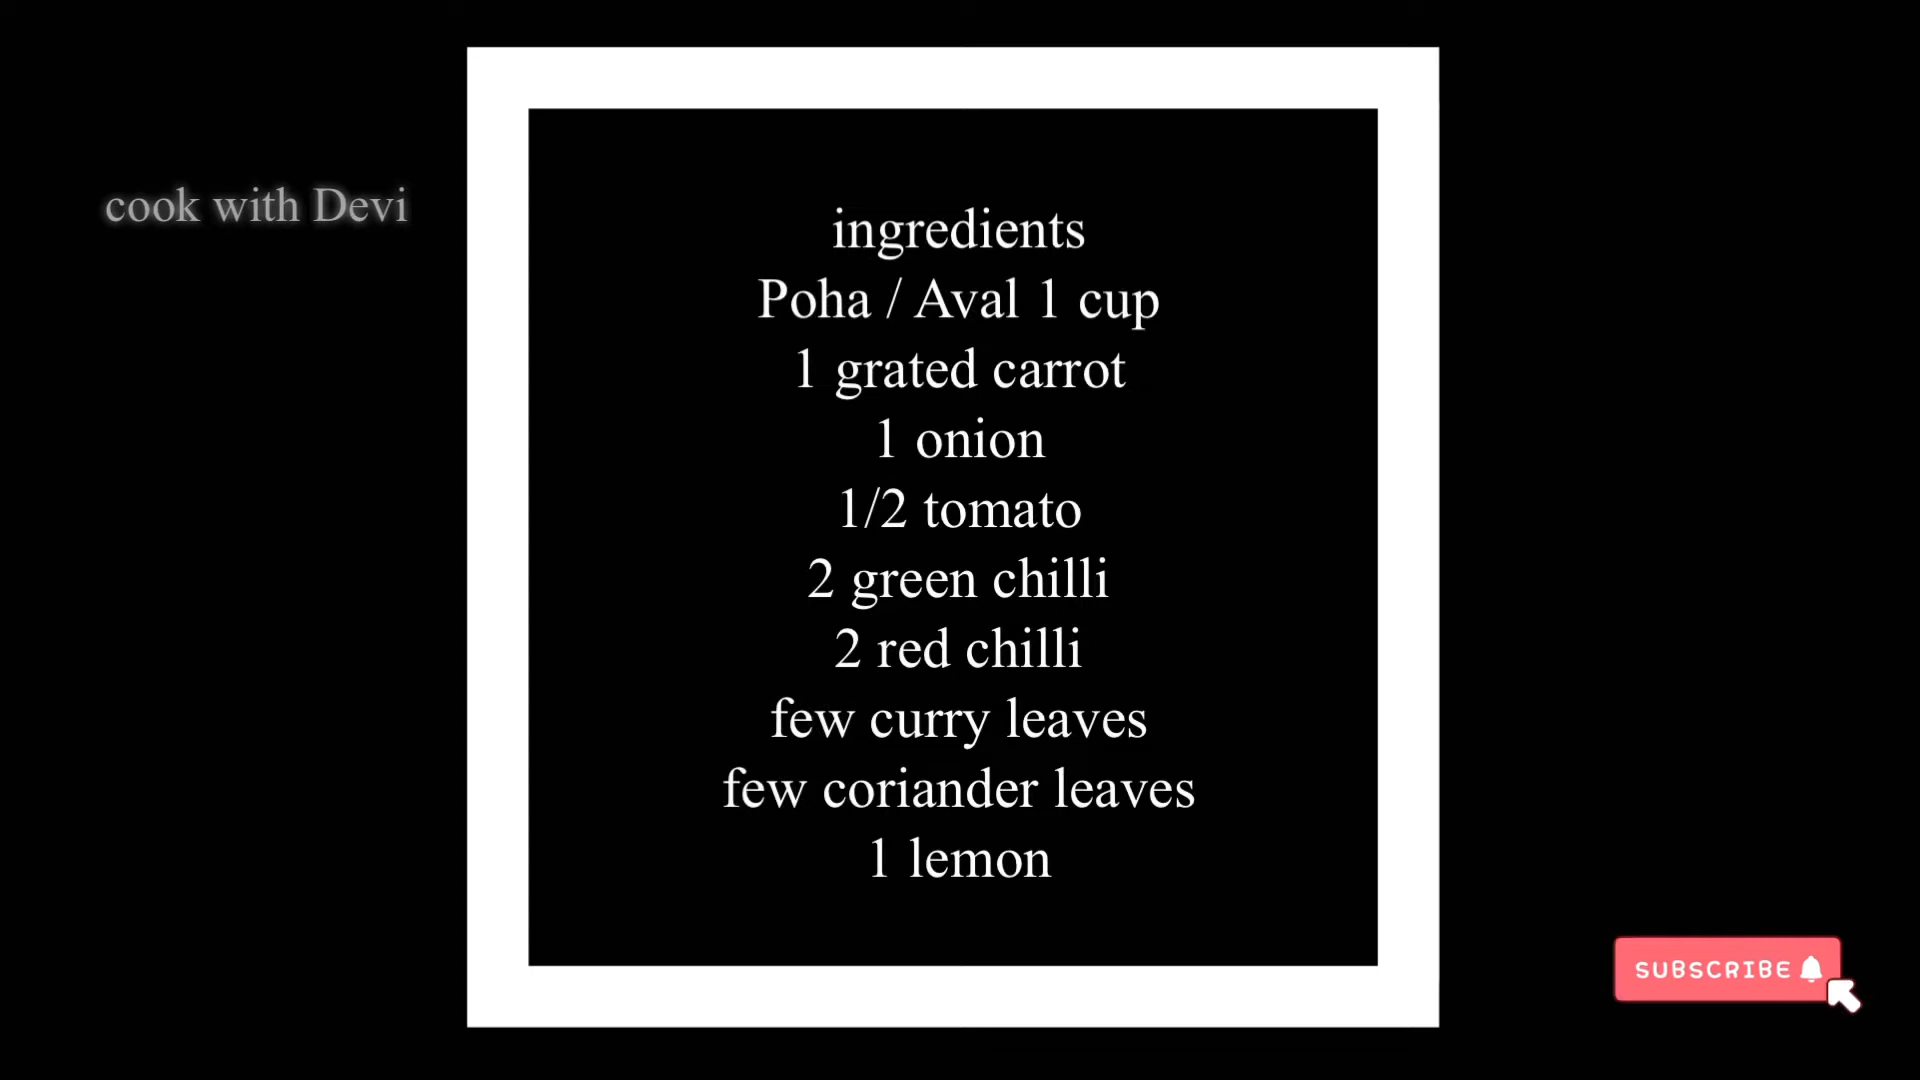 cook with Devi
ingredients
Poha / Aval 1 cup
1 grated carrot
1 onion
1/2 tomato
2 green chilli
2 red chilli
few curry leaves
few coriander leaves
1 lemon
SUBSCRIBE